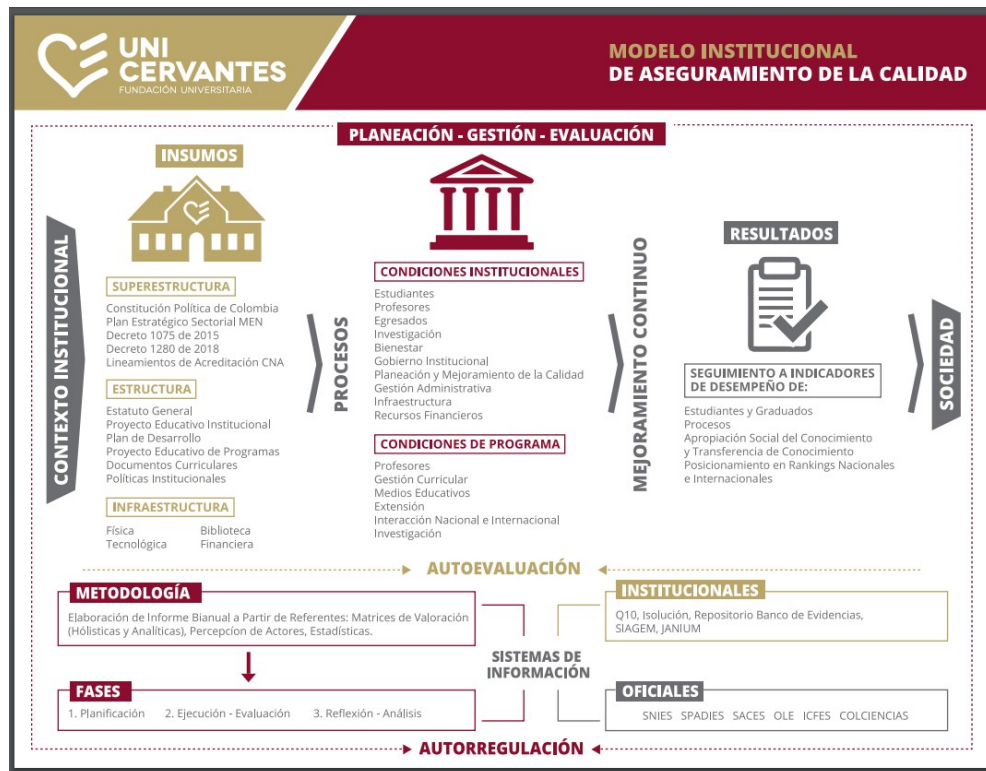 UNI
CERVANTES
FUNDACIÓN UNIVERSITARIA
MODELO INSTITUCIONAL
DE ASEGURAMIENTO DE LA CALIDAD
PLANEACIÓN - GESTIÓN - EVALUACIÓN
CONTEXTO INSTITUCIONAL
INSUMOS
SUPERESTRUCTURA
Constitución Política de Colombia
Plan Estratégico Sectorial MEN
Decreto 1075 de 2015
Decreto 1280 de 2018
Lineamientos de Acreditación CNA
ESTRUCTURA
Estatuto General
Proyecto Educativo Institucional
Plan de Desarrollo
Proyecto Educativo de Programas
Documentos Curriculares
Políticas Institucionales
INFRAESTRUCTURA
Física Biblioteca
Tecnológica Financiera
PROCESOS
CONDICIONES INSTITUCIONALES
Estudiantes
Profesores
Egresados
Investigación
Bienestar
Gobierno Institucional
Planeación y Mejoramiento de la Calidad
Gestión Administrativa
Infraestructura
Recursos Financieros
CONDICIONES DE PROGRAMA
Profesores
Gestión Curricular
Medios Educativos
Extensión
Interacción Nacional e Internacional
Investigación
MEJORAMIENTO CONTINUO
RESULTADOS
SEGUIMIENTO A INDICADORES
DE DESEMPEÑO DE:
Estudiantes y Graduados
Procesos
Apropiación Social del Conocimiento
y Transferencia de Conocimiento
Posicionamiento en Rankings Nacionales
e Internacionales
SOCIEDAD
AUTOEVALUACIÓN
METODOLOGÍA
Elaboración de Informe Bianual a Partir de Referentes: Matrices de Valoración
(Hólisticas y Analíticas), Percepcíon de Actores, Estadísticas.
FASES
1. Planificación 2. Ejecución - Evaluación 3. Reflexión - Análisis
SISTEMAS DE
INFORMACIÓN
INSTITUCIONALES
Q10, Isolución, Repositorio Banco de Evidencias,
SIAGEM, JANIUM
OFICIALES
SNIES SPADIES SACES OLE ICFES COLCIENCIAS
AUTORREGULACIÓN